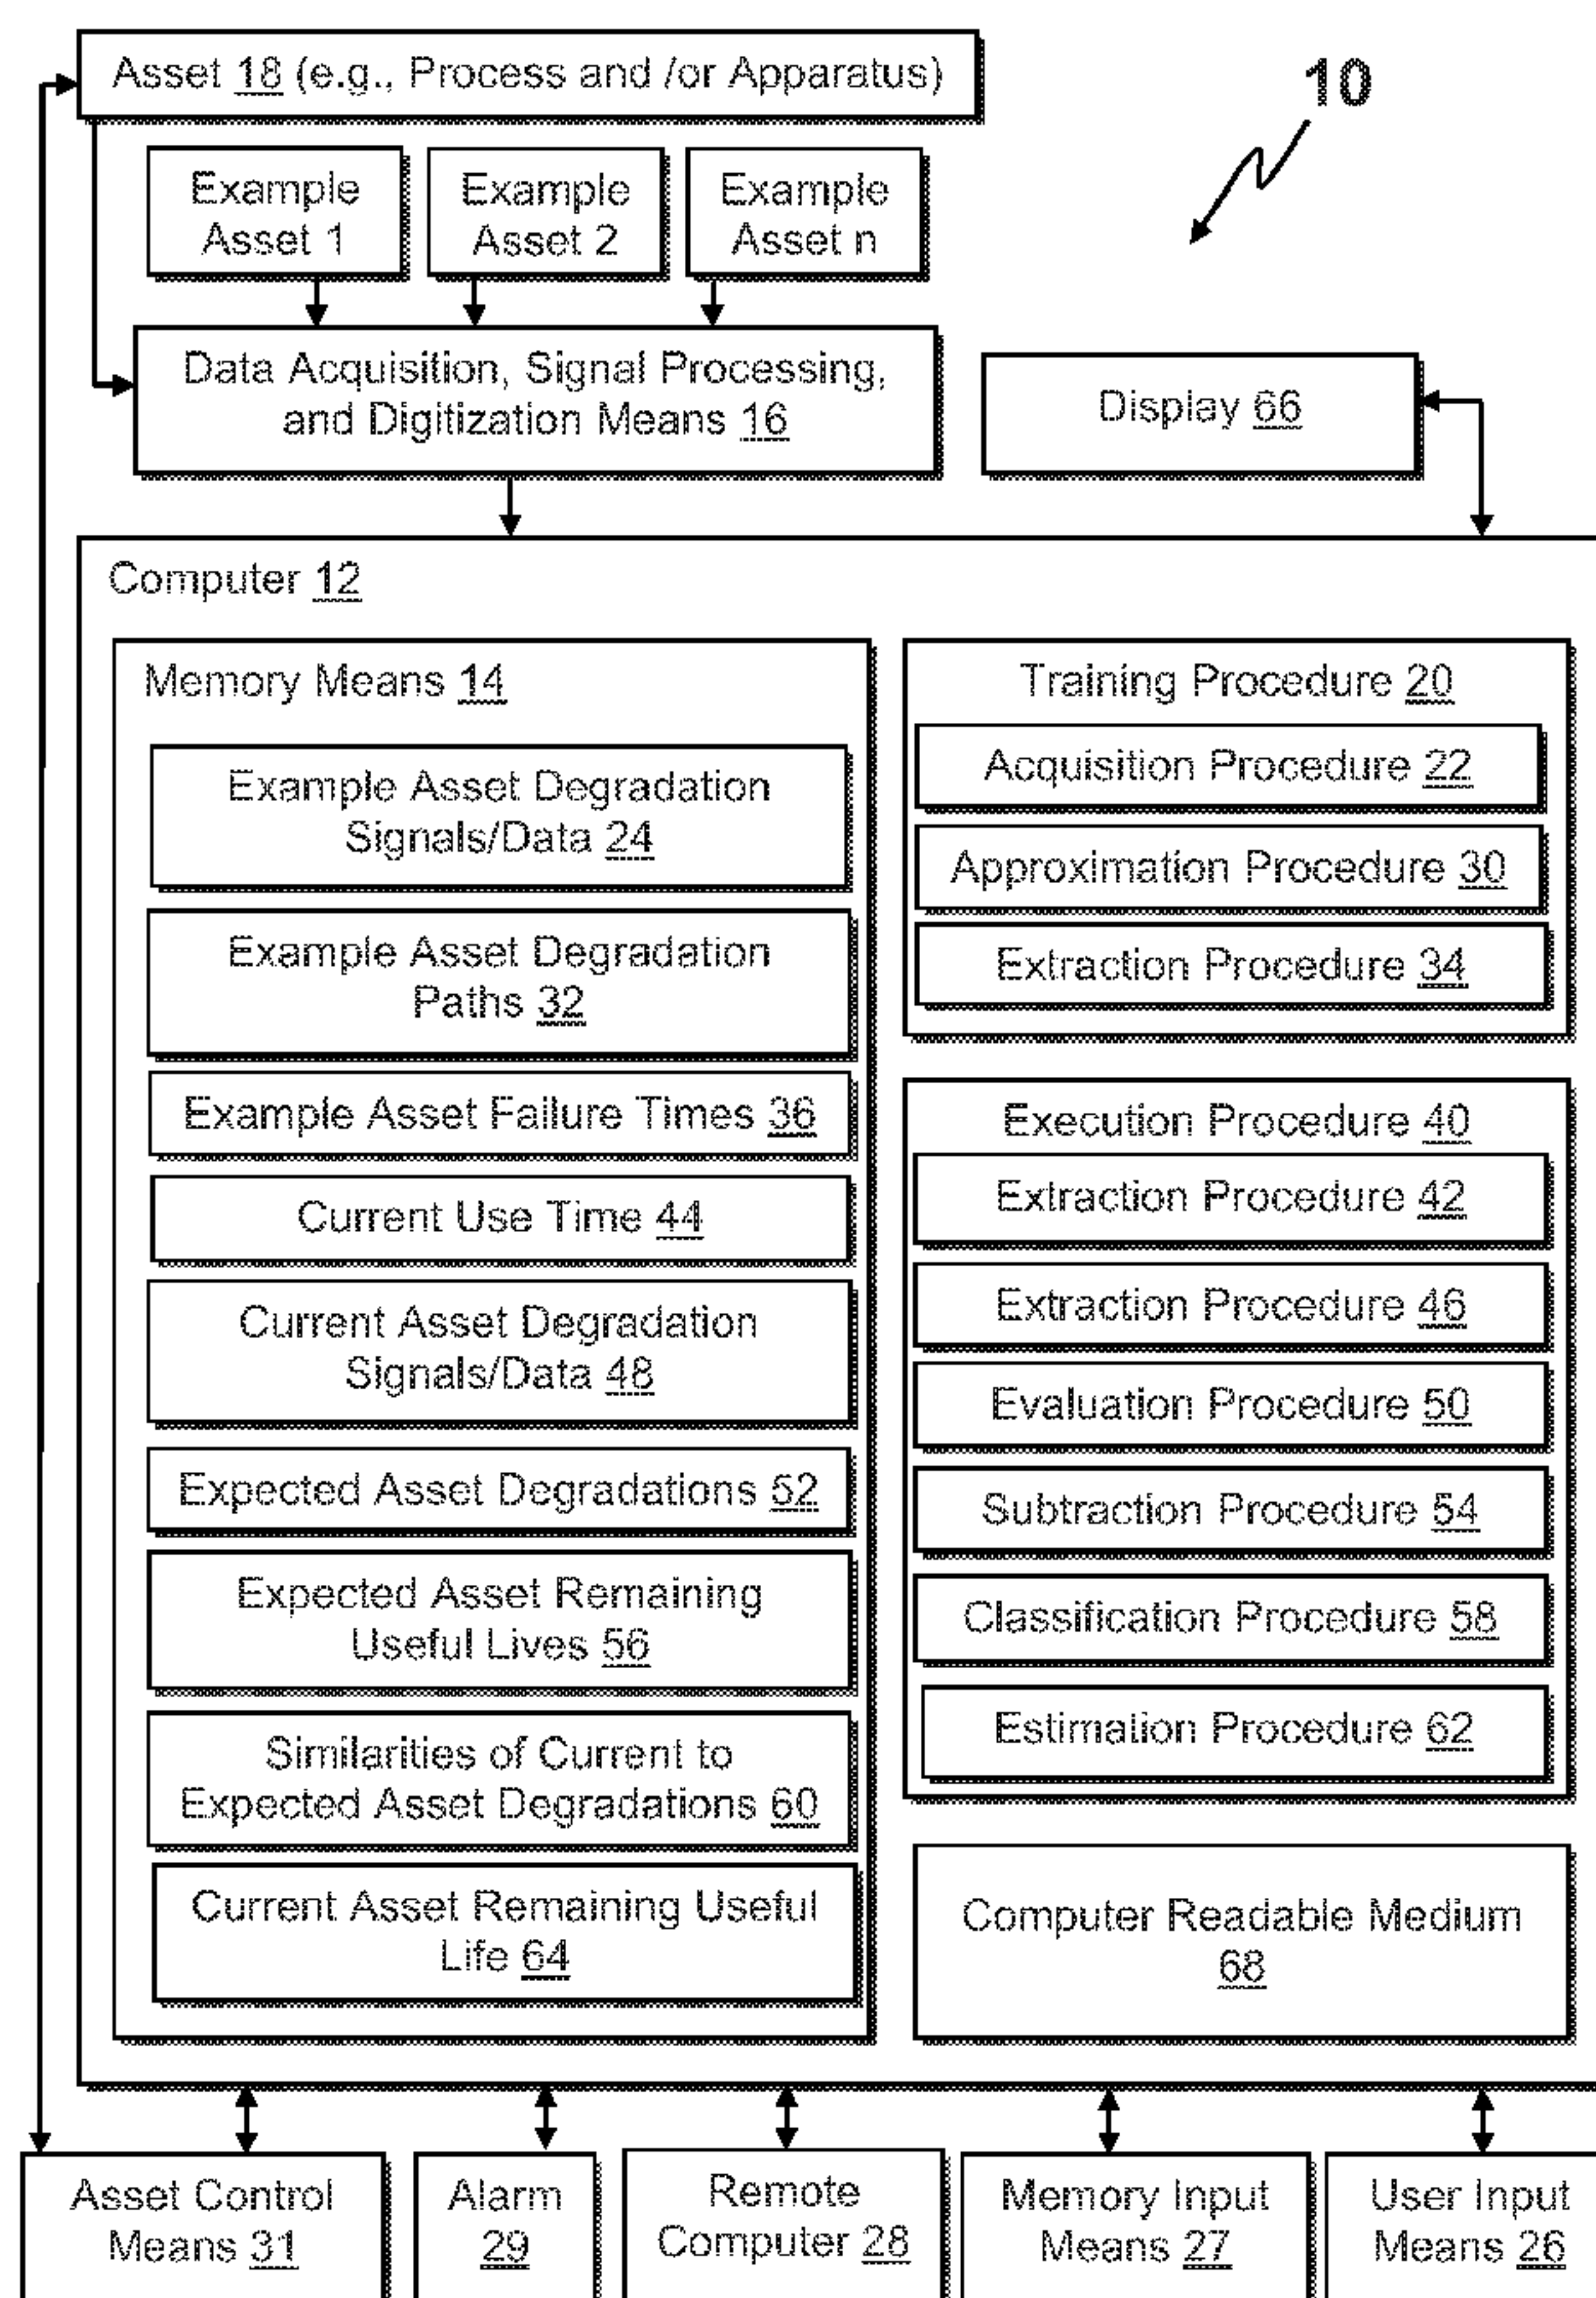 Asset 18 (e.g., Process and /or Apparatus)
10
Example
Asset 1
Example
Asset 2
Example
Asset n
Data Acquisition, Signal Processing,
and Digitization Means 16
Display 66
Computer 12
Memory Means 14
Example Asset Degradation
Signals/Data 24
Example Asset Degradation
Paths 32
Example Asset Failure Times 36
Current Use Time 44
Current Asset Degradation
Signals/Data 48
Expected Asset Degradations 52
Expected Asset Remaining
Useful Lives 56
Similarities of Current to
Expected Asset Degradations 60
Current Asset Remaining Useful
Life 64
Training Procedure 20
Acquisition Procedure 22
Approximation Procedure 30
Extraction Procedure 34
Execution Procedure 40
Extraction Procedure 42
Extraction Procedure 46
Evaluation Procedure 50
Subtraction Procedure 54
Classification Procedure 58
Estimation Procedure 62
Computer Readable Medium
68
Asset Control
Means 31
Alarm
29
Remote
Computer 28
Memory Input
Means 27
User Input
Means 26